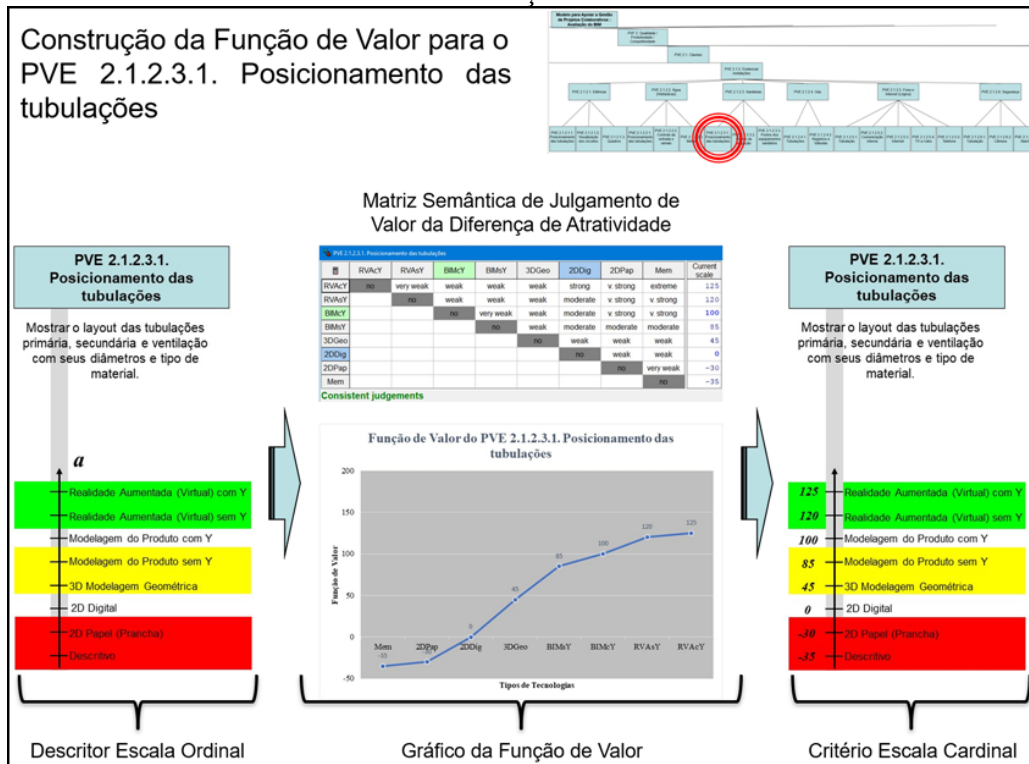 Construção da Função de Valor para o
PVE 2.1.2.3.1. Posicionamento das
tubulações
Modelo para Apoiar a Gestão
de Projetos Colaborativos -
Avaliação do BIM
Matriz Semântica de Julgamento de
Valor da Diferença de Atratividade
PVE 2.1.2.3.1.
Posicionamento das
tubulações
Mostrar o layout das tubulações
primária, secundária e ventilação
com seus diâmetros e tipo de
material.
a
Realidade Aumentada (Virtual) com Y
Realidade Aumentada (Virtual) sem Y
Modelagem do Produto com Y
Modelagem do Produto sem Y
3D Modelagem Geométrica
2D Digital
2D Papel (Prancha)
Descritivo
Descritor Escala Ordinal
PVE 2.1.2.3.1. Posicionamento das tubulações
RVAcY RVAsY BIMcY BIMsY 3DGeo 2DDig 2DPap Mem Current scale
RVAcY no very weak weak weak weak strong v. strong extreme 125
RVAsY no weak weak weak moderate v. strong v. strong 120
BIMcY no very weak weak moderate v. strong v. strong 100
BIMsY no weak moderate moderate moderate 85
3DGeo no weak weak weak 45
2DDig no weak weak 0
2DPap no very weak -30
Mem no -35
Consistent judgements
Função de Valor do PVE 2.1.2.3.1. Posicionamento das
tubulações
Função de Valor
200
150
100
50
0
-50
-35
-30
0
45
85
100
120
125
Mem 2DPap 2DDig 3DGeo BIMsY BIMcY RVAsY RVAcY
Tipos de Tecnologias
Gráfico da Função de Valor
PVE 2.1.2.3.1.
Posicionamento das
tubulações
Mostrar o layout das tubulações
primária, secundária e ventilação
com seus diâmetros e tipo de
material.
125 Realidade Aumentada (Virtual) com Y
120 Realidade Aumentada (Virtual) sem Y
100 Modelagem do Produto com Y
85 Modelagem do Produto sem Y
45 3D Modelagem Geométrica
0 2D Digital
-30 2D Papel (Prancha)
-35 Descritivo
Critério Escala Cardinal